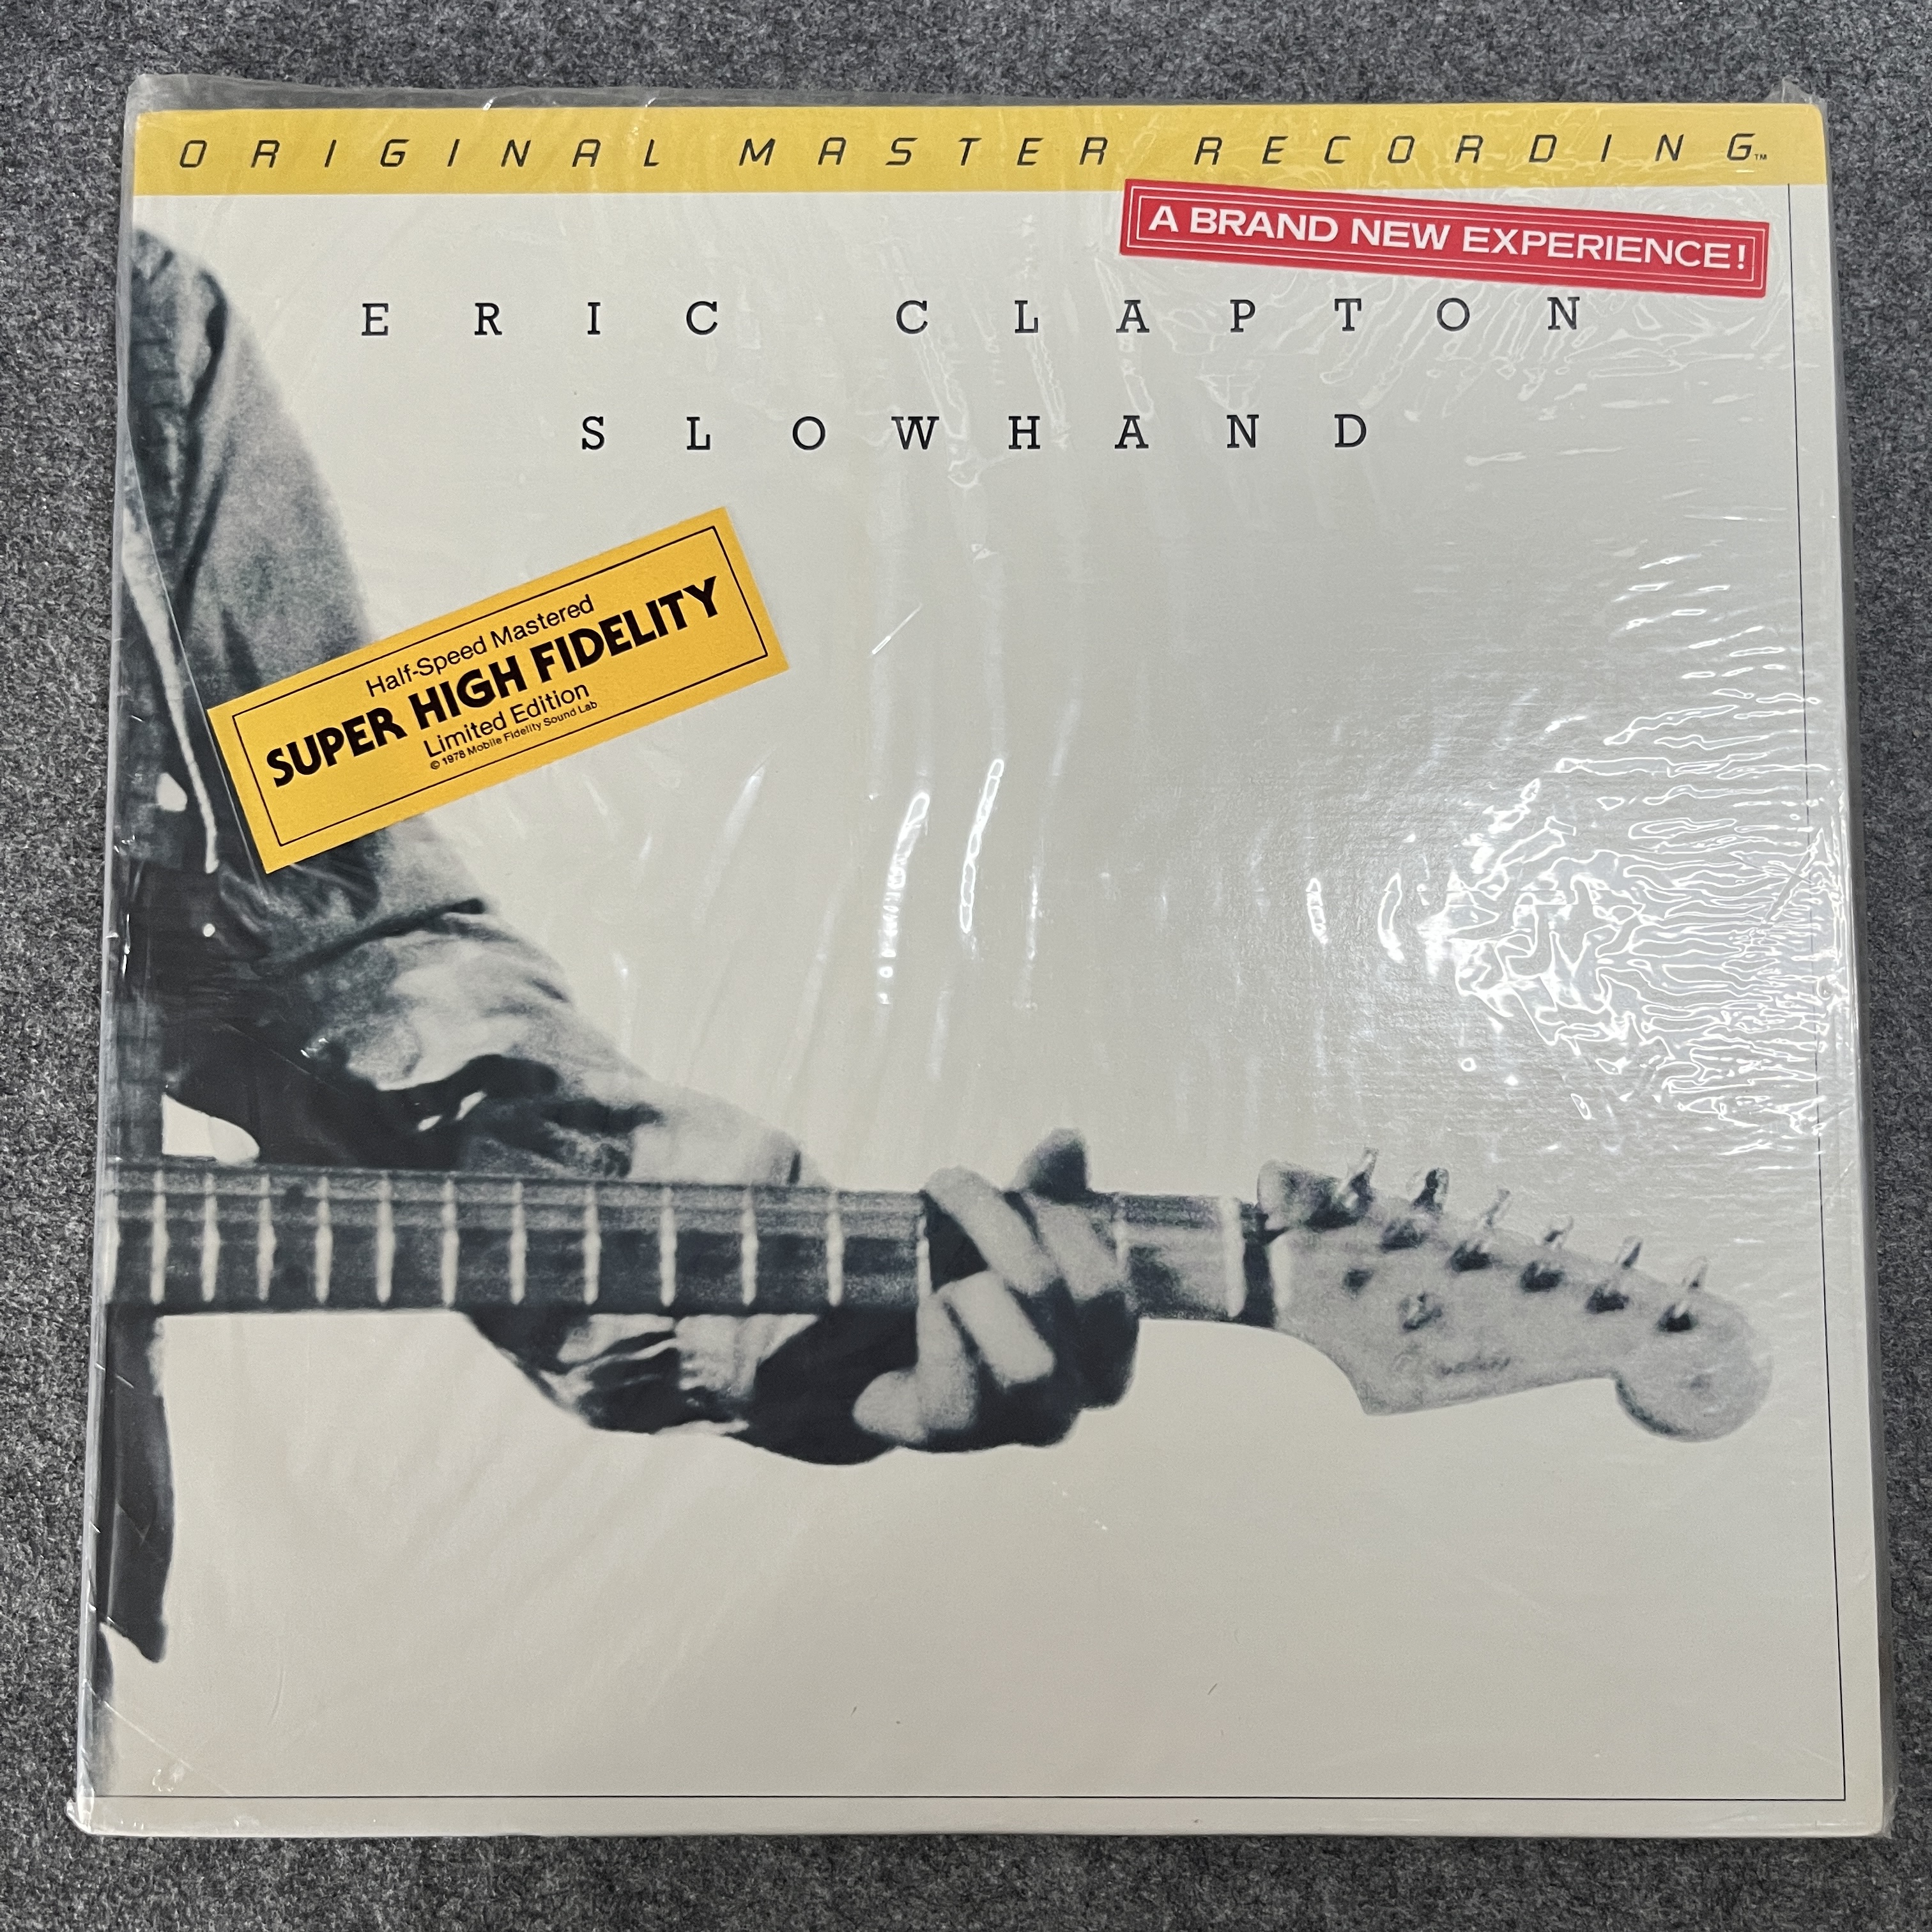 ORIGINAL MASTER RECORDING™
A BRAND NEW EXPERIENCE!
ERIC CLAPTON
SLOWHAND
Half-Speed Mastered
SUPER HIGH FIDELITY
Limited Edition
© 1978 Mobile Fidelity Sound Lab